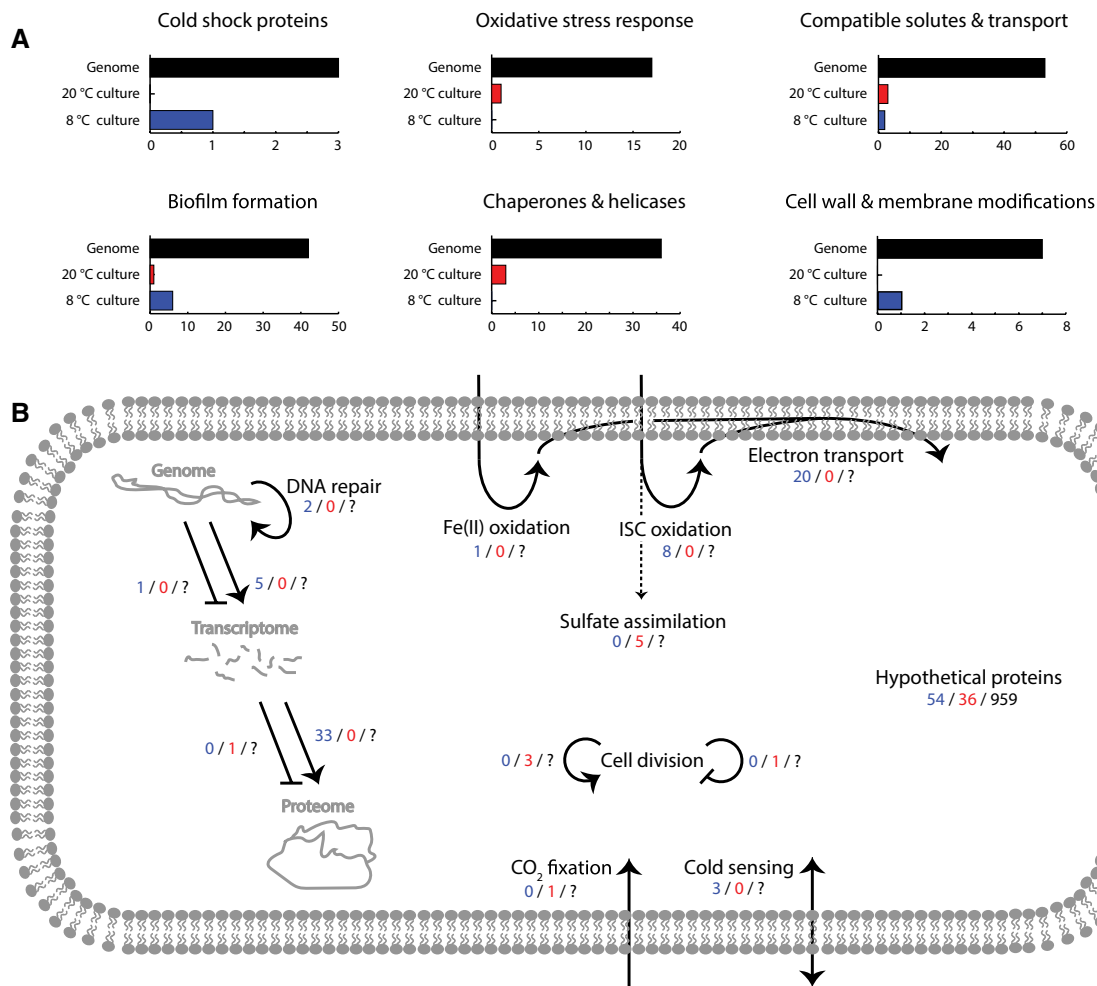 A
Cold shock proteins
Genome
20 °C culture
8 °C culture
0 1 2 3
Oxidative stress response
Genome
20 °C culture
8 °C culture
0 5 10 15 20
Compatible solutes & transport
Genome
20 °C culture
8 °C culture
0 20 40 60
Biofilm formation
Genome
20 °C culture
8 °C culture
0 10 20 30 40 50
Chaperones & helicases
Genome
20 °C culture
8 °C culture
0 10 20 30 40
Cell wall & membrane modifications
Genome
20 °C culture
8 °C culture
0 2 4 6 8
B
Genome
DNA repair
2 / 0 / ?
1 / 0 / ?
5 / 0 / ?
Transcriptome
0 / 1 / ?
33 / 0 / ?
Proteome
Fe(II) oxidation
1 / 0 / ?
ISC oxidation
8 / 0 / ?
Electron transport
20 / 0 / ?
Sulfate assimilation
0 / 5 / ?
Hypothetical proteins
54 / 36 / 959
0 / 3 / ?
Cell division
0 / 1 / ?
CO2 fixation
0 / 1 / ?
Cold sensing
3 / 0 / ?